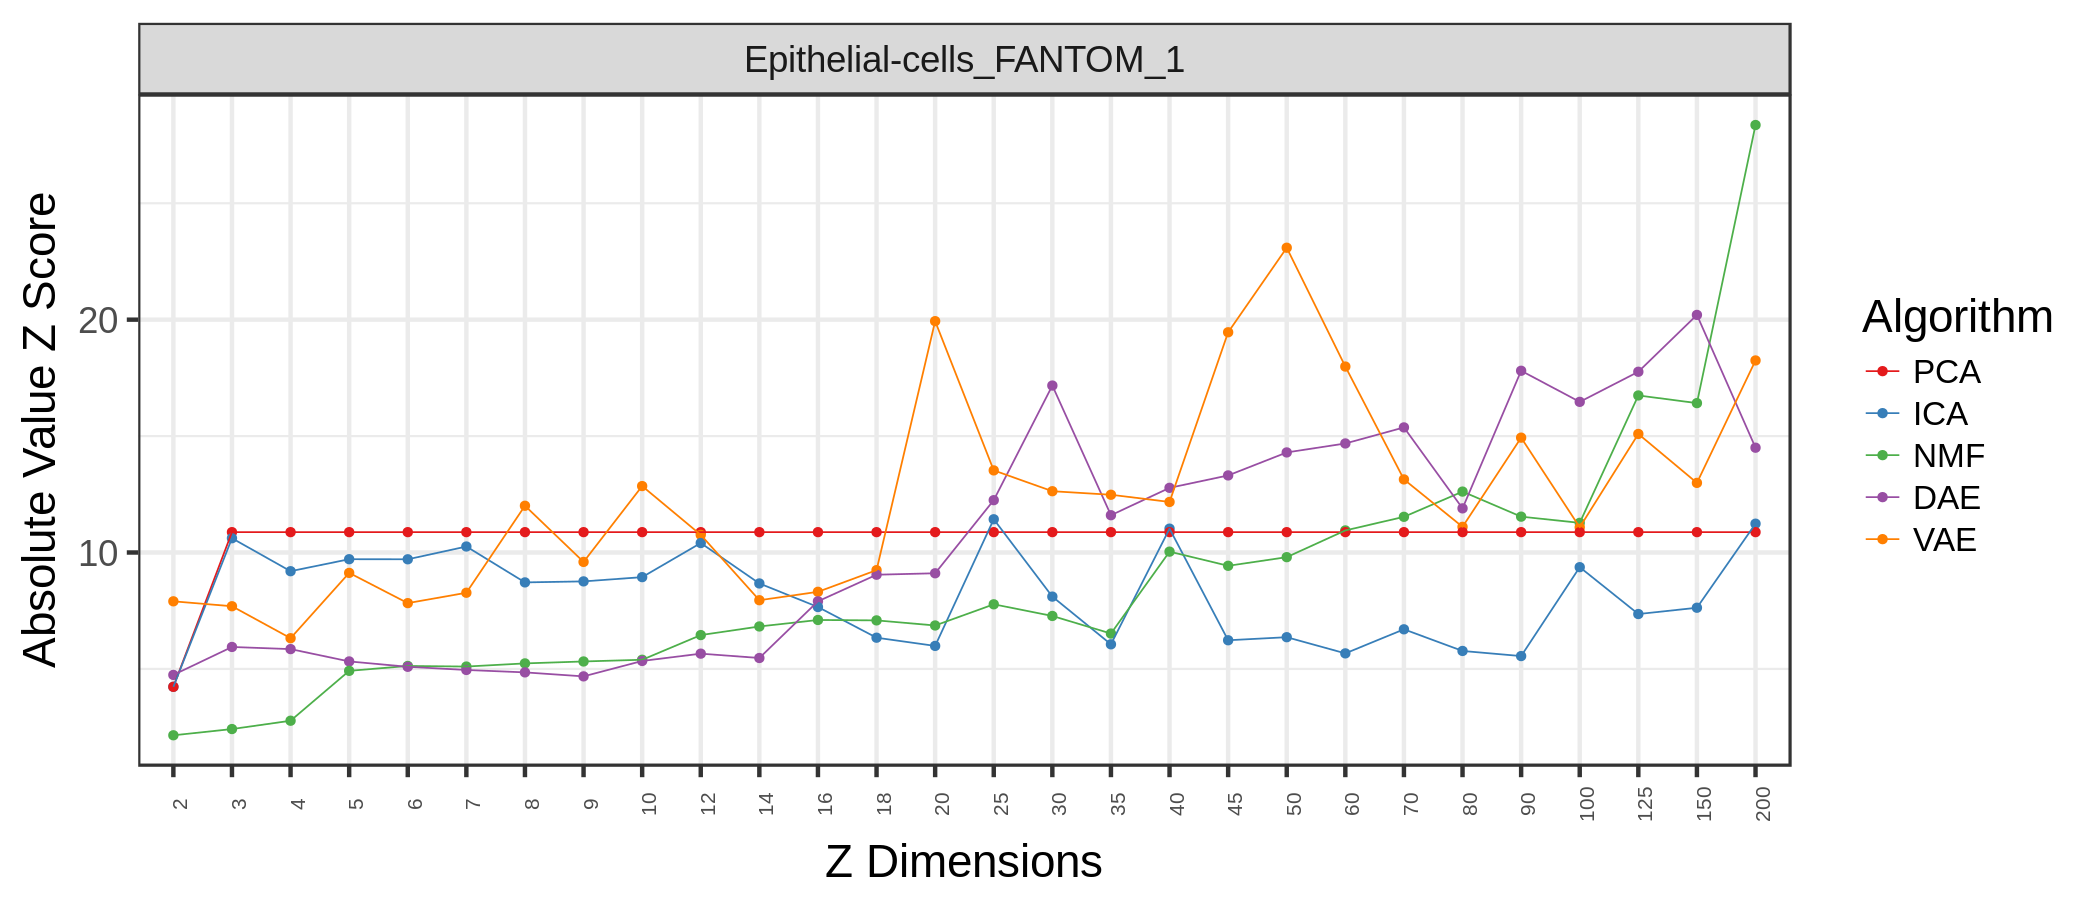 Epithelial-cells_FANTOM_1
Absolute Value Z Score
20
10
2 3 4 5 6 7 8 9 10 12 14 16 18 20 25 30 35 40 45 50 60 70 80 90 100 125 150 200
Z Dimensions
Algorithm
PCA
ICA
NMF
DAE
VAE